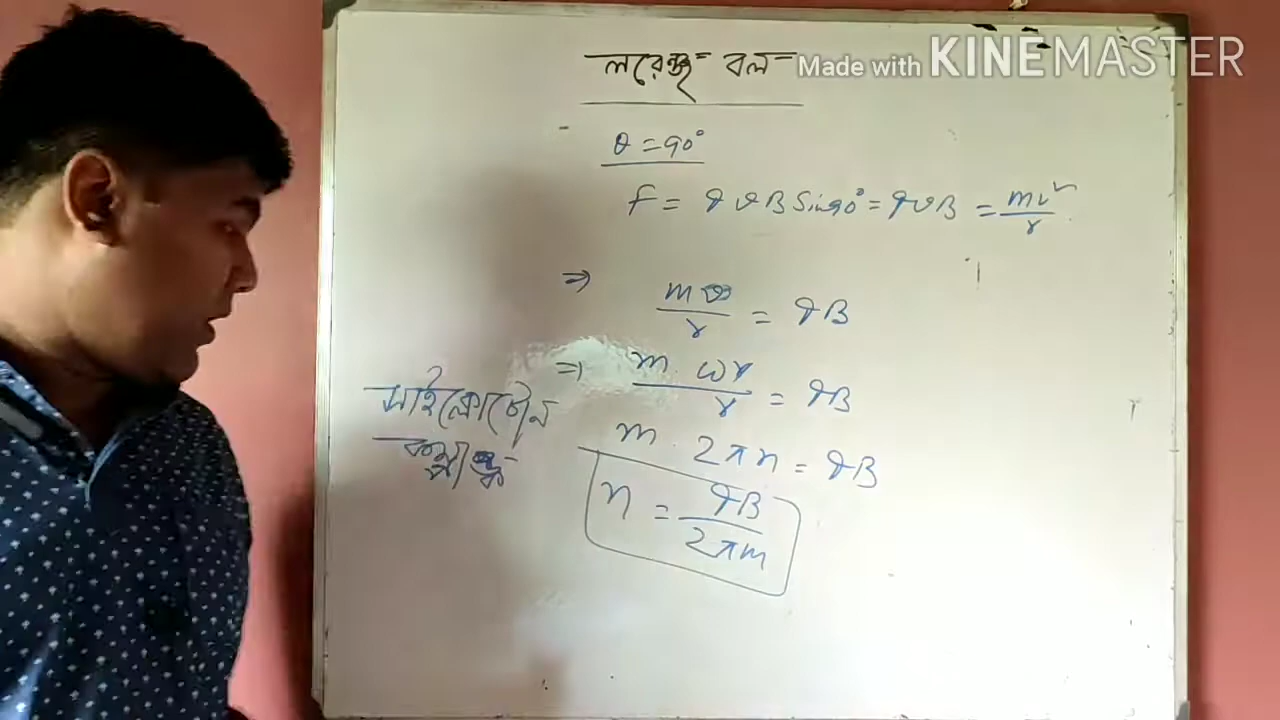 লরেঞ্জ বল
Made with KINEMASTER
θ = 90°
F = qvB Sin90° = qvB = mv²/r
⇒ mv/r = qB
⇒ m.ωr/r = qB
সাইক্লোট্রন
কম্পাঙ্ক
m. 2πn = qB
n = qB/2πm